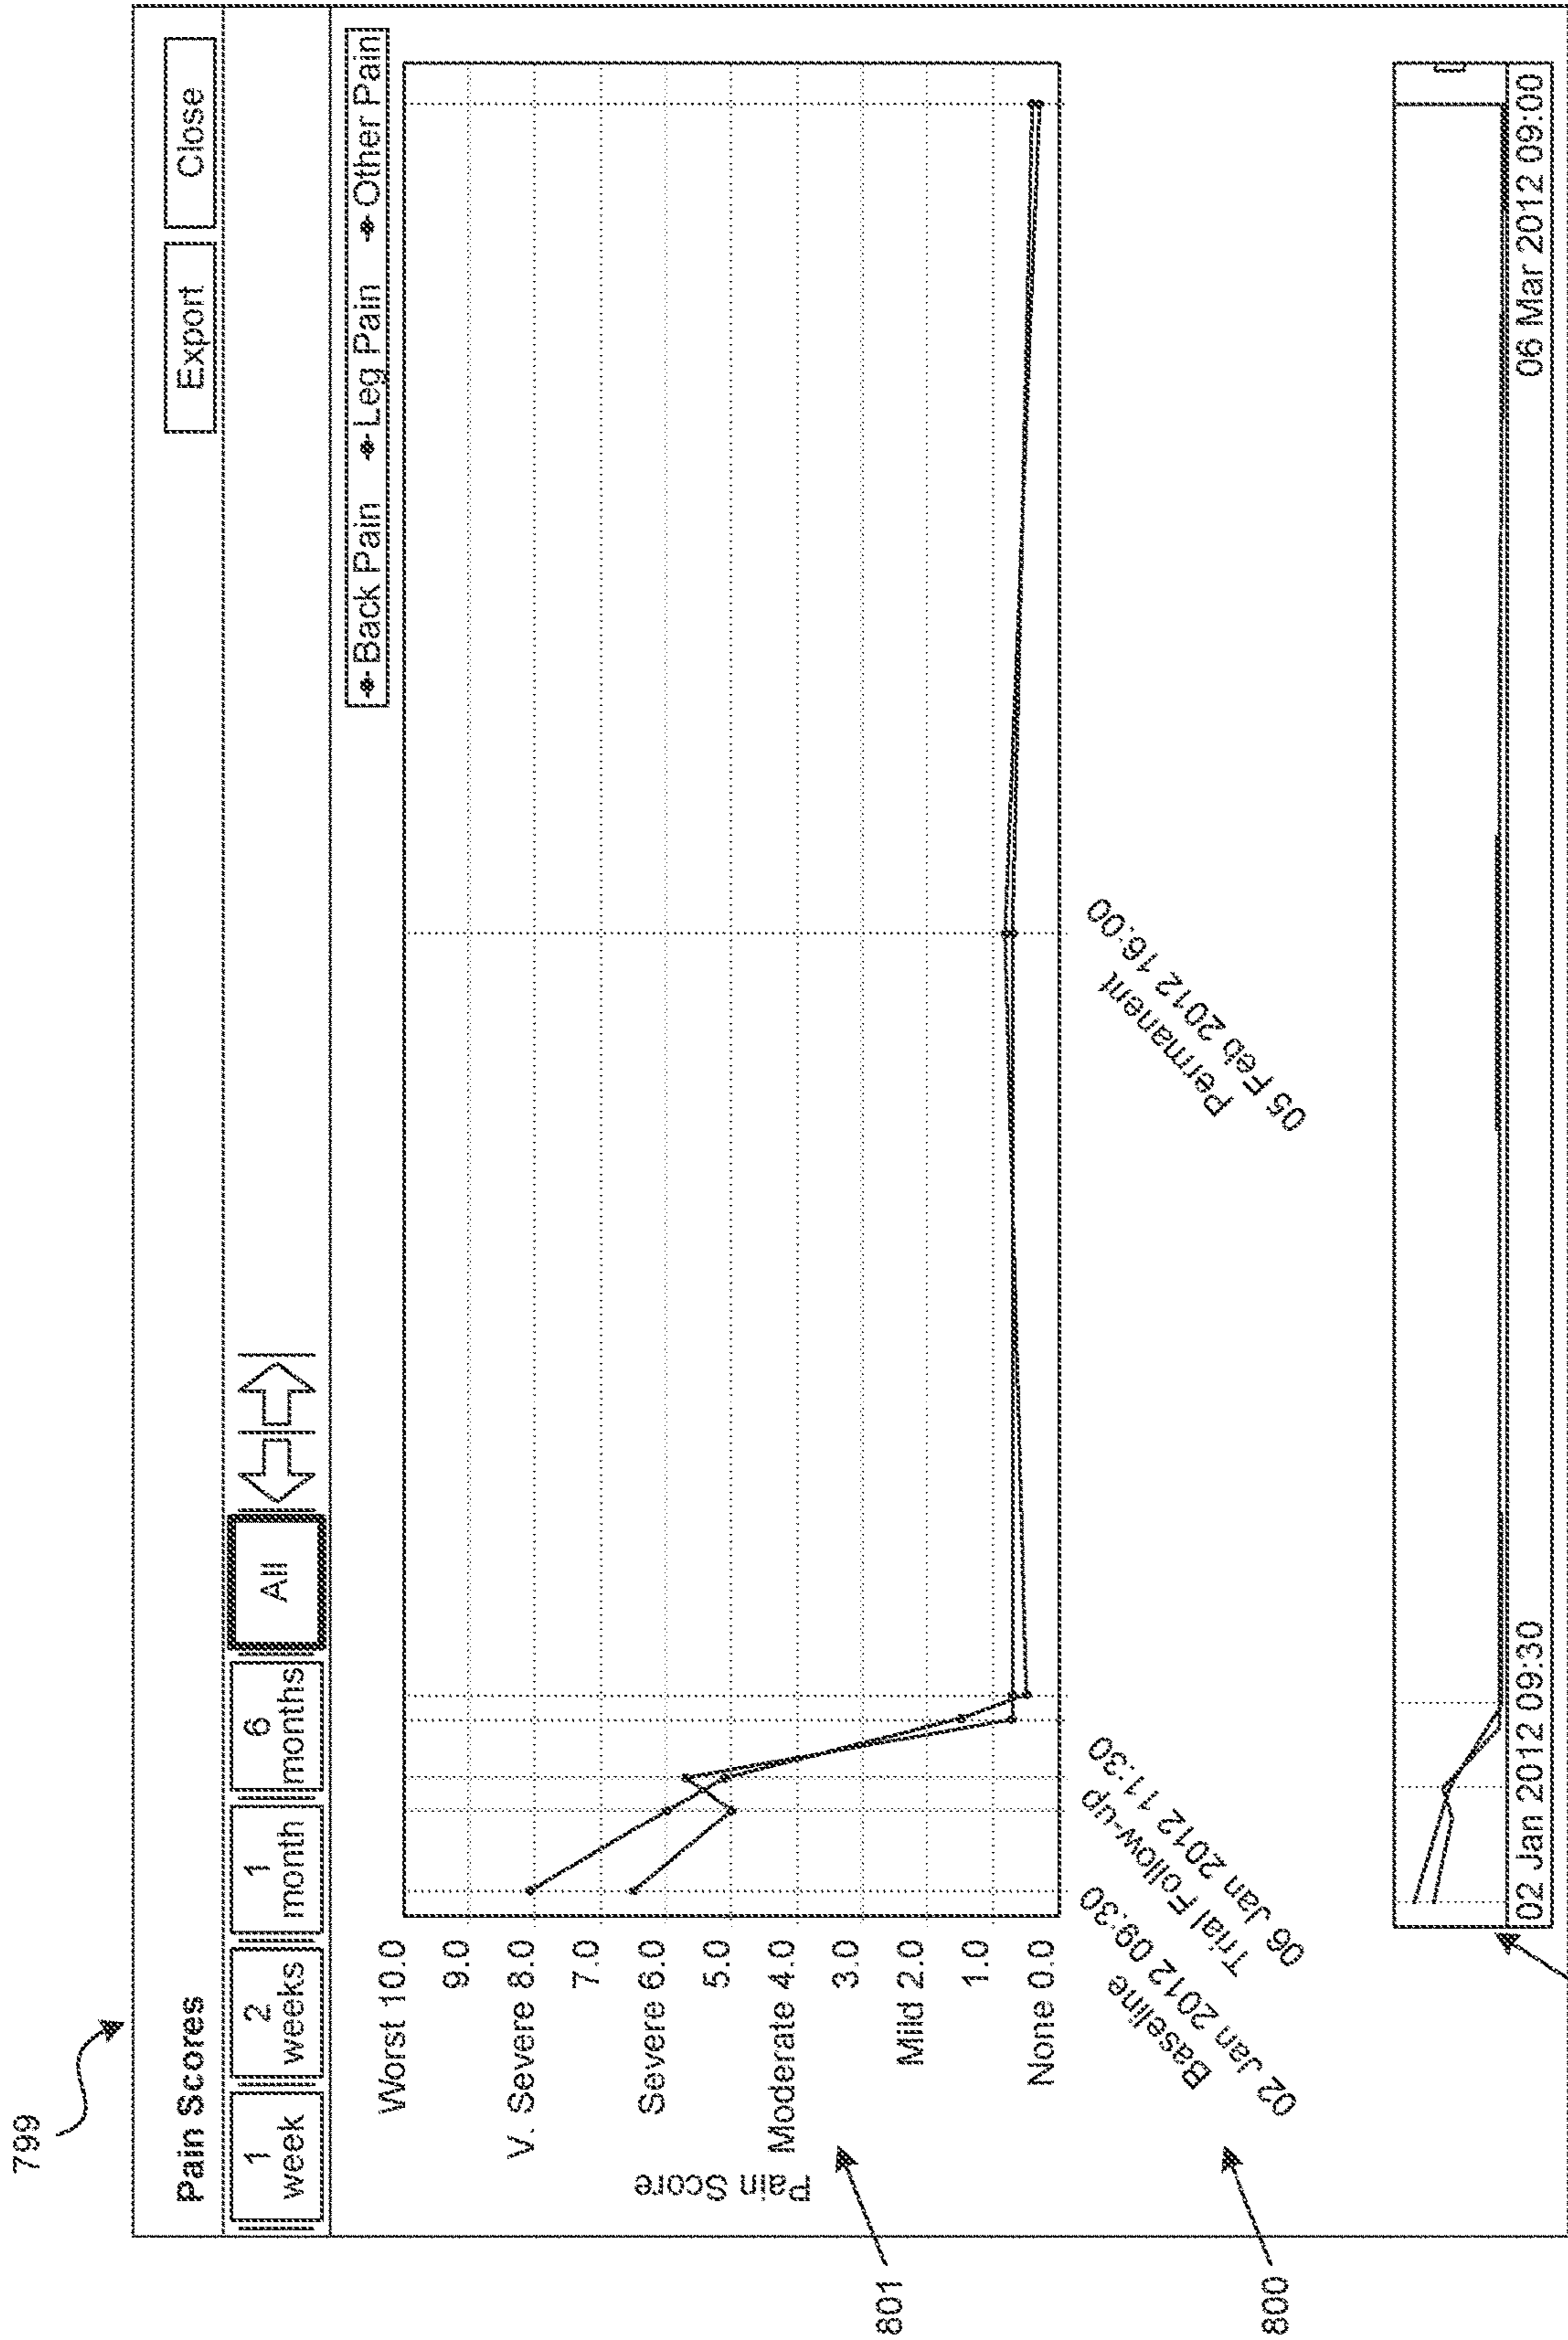 799
Pain Scores
Export
Close
1
week
2
weeks
1
month
6
months
All
Back Pain
Leg Pain
Other Pain
Pain Score
Worst 10.0
9.0
V. Severe 8.0
7.0
Severe 6.0
5.0
Moderate 4.0
3.0
Mild 2.0
1.0
None 0.0
801
Baseline
02 Jan 2012 09:30
Trial Follow-up
06 Jan 2012 11:30
Permanent
05 Feb 2012 16:00
800
02 Jan 2012 09:30
06 Mar 2012 09:00